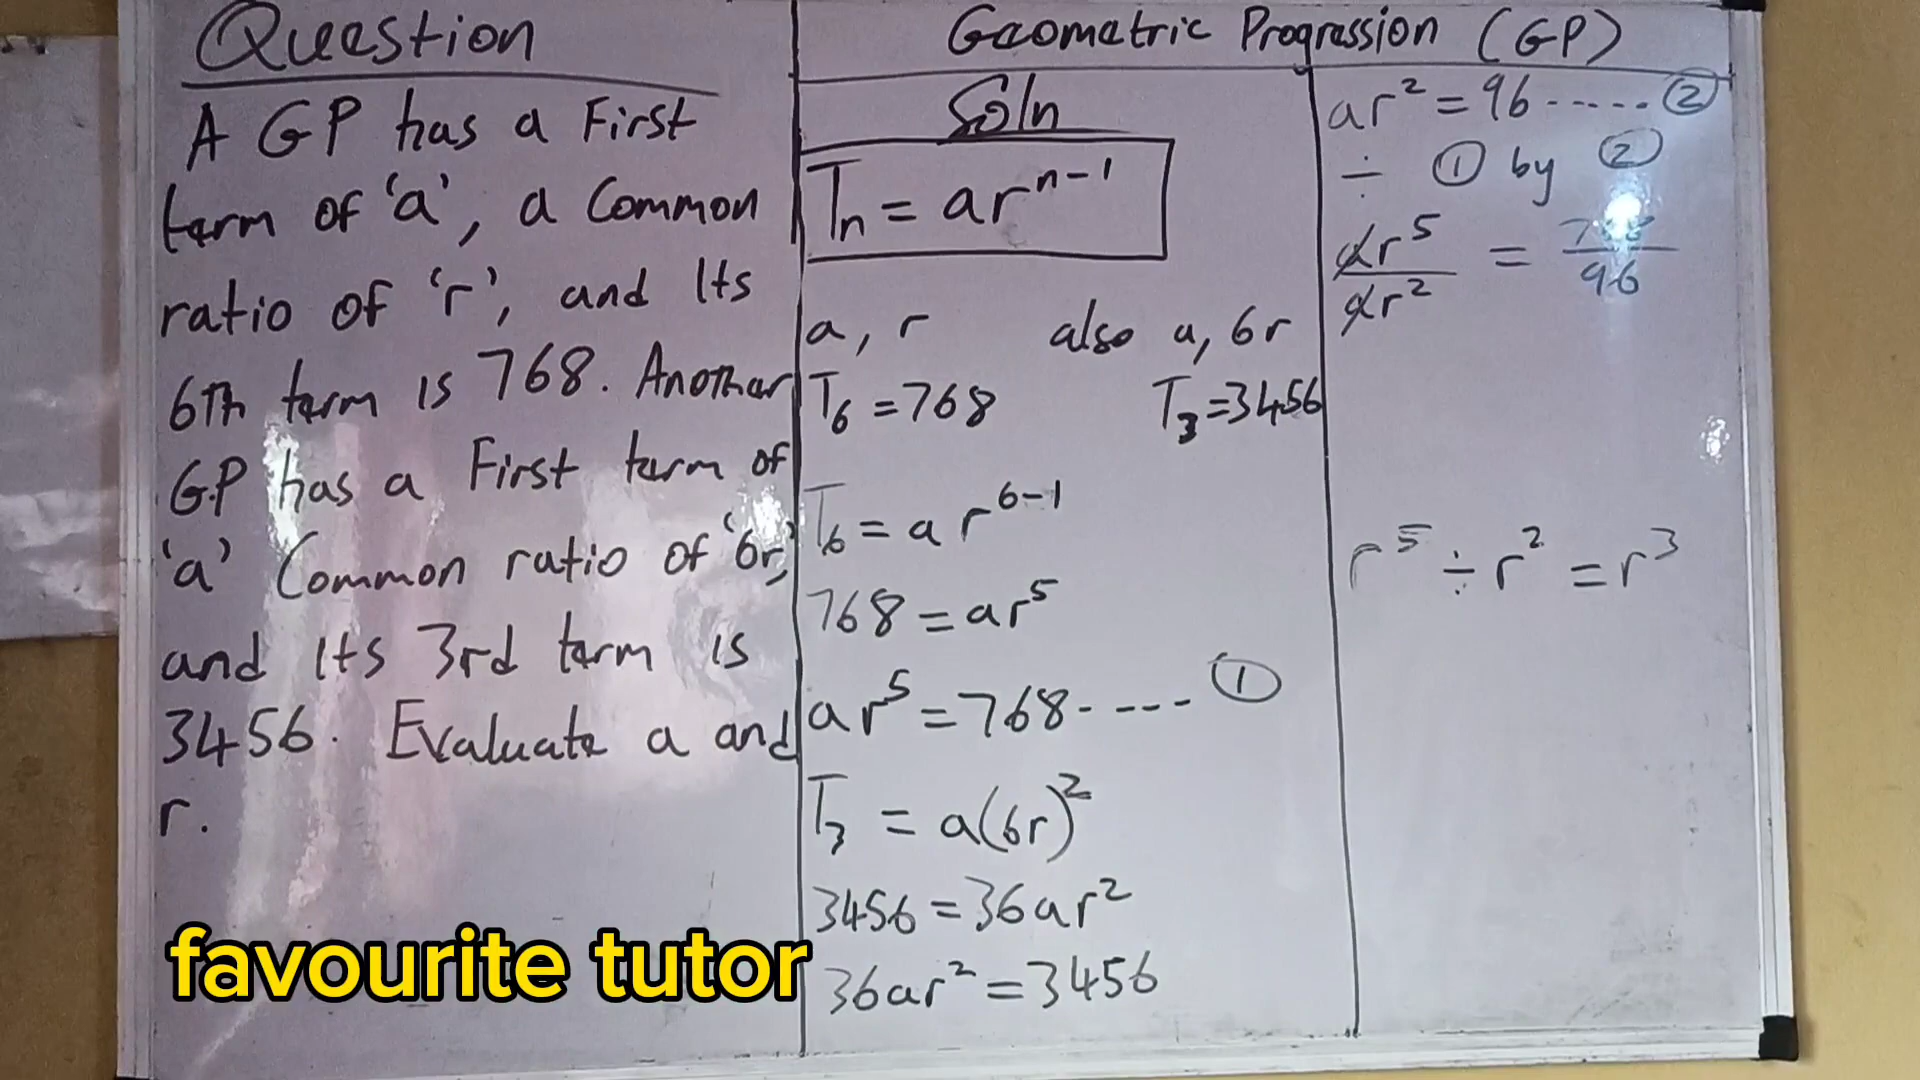 Question
A GP has a First
term of 'a', a Common
ratio of 'r', and Its
6th term is 768. Another
G.P has a First term of
'a' Common ratio of '6r,'
and Its 3rd term is
3456. Evaluate a and
r.
favourite tutor
Geometric Progression (GP)
Soln
Tn = ar^{n-1}
a, r also a, 6r
T6 = 768 T3 = 3456
T6 = a r^{6-1}
768 = ar^5
ar^5 = 768 ---- ①
T3 = a(6r)^2
3456 = 36ar^2
36ar^2 = 3456
ar^2 = 96 ----- ②
÷ ① by ②
ar^5 / ar^2 = 768 / 96
r^5 ÷ r^2 = r^3